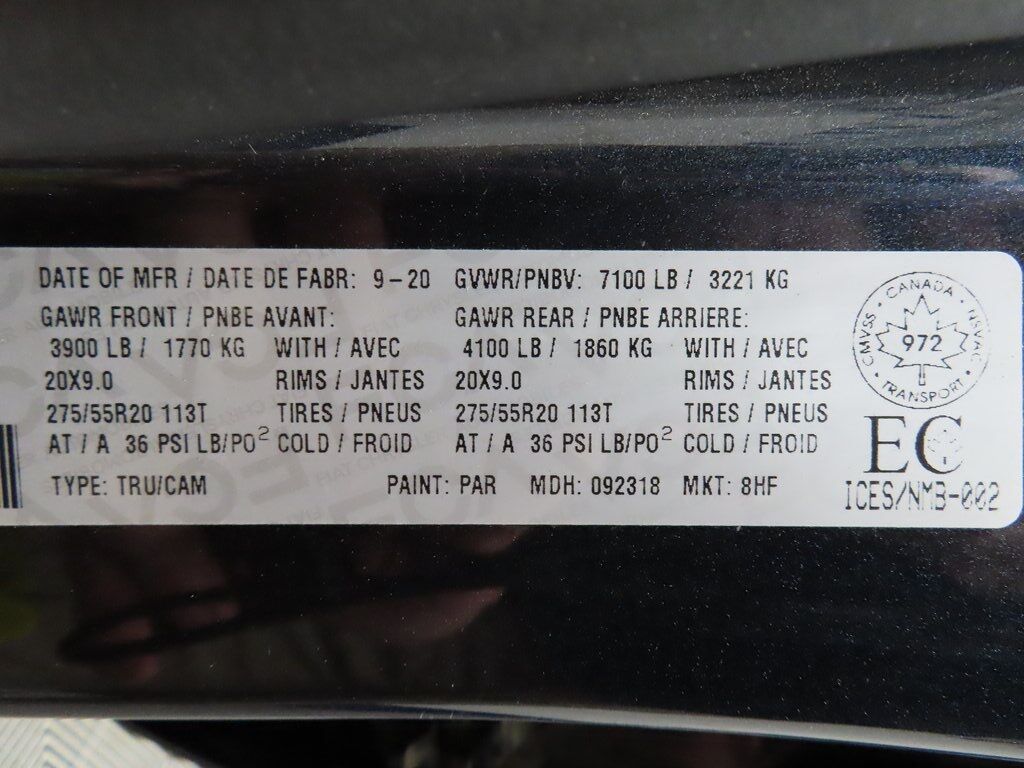 DATE OF MFR / DATE DE FABR: 9-20 GVWR/PNBV: 7100 LB / 3221 KG
GAWR FRONT / PNBE AVANT: GAWR REAR / PNBE ARRIERE:
3900 LB / 1770 KG WITH / AVEC 4100 LB / 1860 KG WITH / AVEC
20X9.0 RIMS / JANTES 20X9.0 RIMS / JANTES
275/55R20 113T TIRES / PNEUS 275/55R20 113T TIRES / PNEUS
AT / A 36 PSI LB/PO² COLD / FROID AT / A 36 PSI LB/PO² COLD / FROID
TYPE: TRU/CAM PAINT: PAR MDH: 092318 MKT: 8HF
CANADA
CMVSS 972 NSVAC
TRANSPORT
EC
ICES/NMB-002